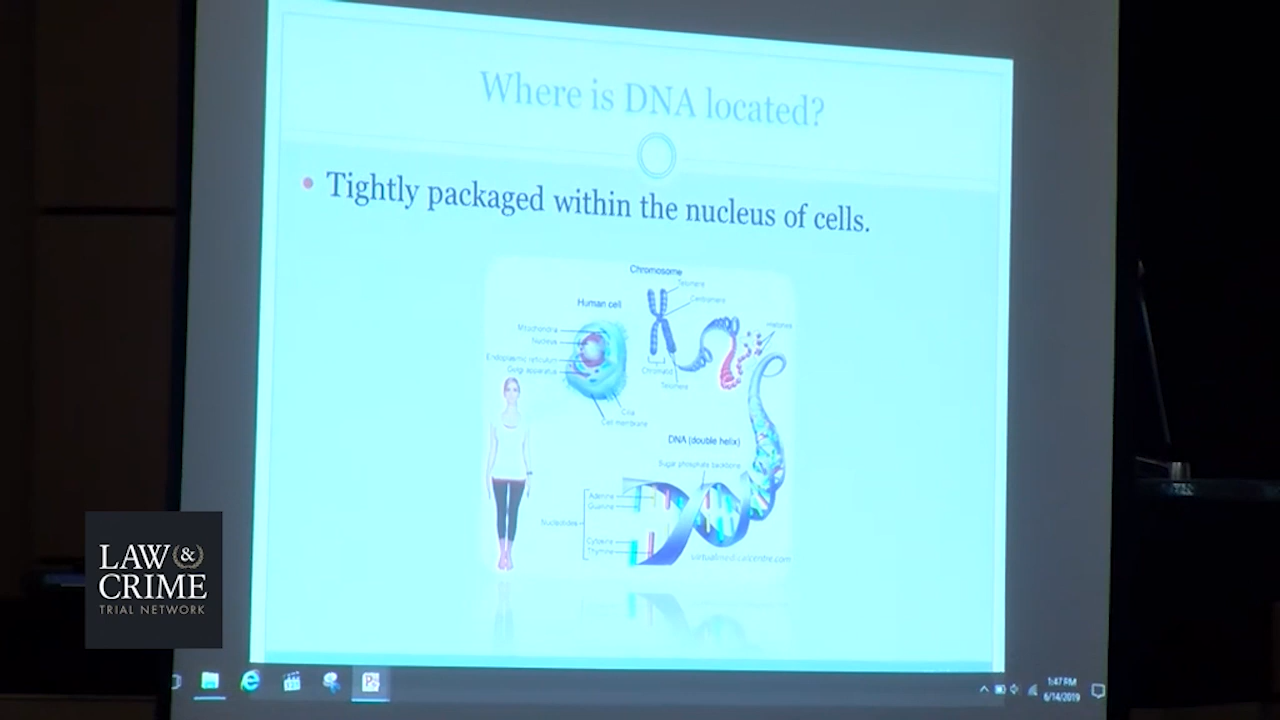 Where is DNA located?
• Tightly packaged within the nucleus of cells.
Chromosome
Telomere
Centromere
Human cell
Histones
Mitochondria
Nucleus
Endoplasmic reticulum
Golgi apparatus
Chromatid
Telomere
Cilia
Cell membrane
DNA (double helix)
Sugar phosphate backbone
Adenine
Guanine
Nucleotides
Cytosine
Thymine
virtualmedicalcentre.com
LAW &
CRIME
TRIAL NETWORK
1:47 PM
6/14/2019